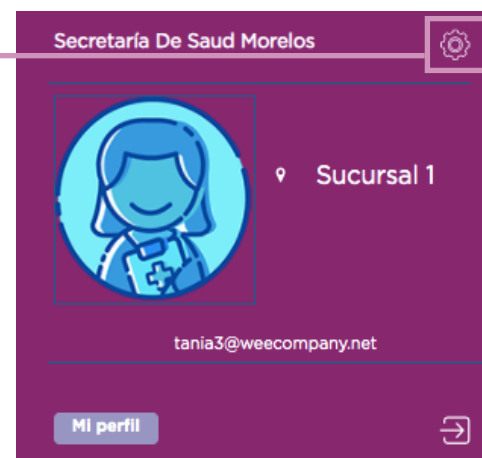 Secretaría De Saud Morelos
Sucursal 1
tania3@weecompany.net
Mi perfil